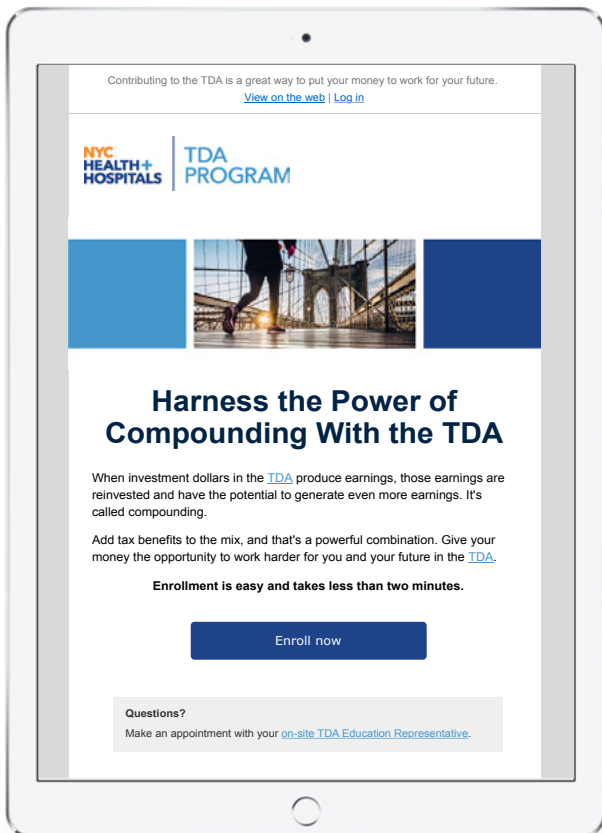 Contributing to the TDA is a great way to put your money to work for your future.
View on the web | Log in
NYC
HEALTH+
HOSPITALS
TDA
PROGRAM
Harness the Power of
Compounding With the TDA
When investment dollars in the TDA produce earnings, those earnings are
reinvested and have the potential to generate even more earnings. It's
called compounding.
Add tax benefits to the mix, and that's a powerful combination. Give your
money the opportunity to work harder for you and your future in the TDA.
Enrollment is easy and takes less than two minutes.
Enroll now
Questions?
Make an appointment with your on-site TDA Education Representative.